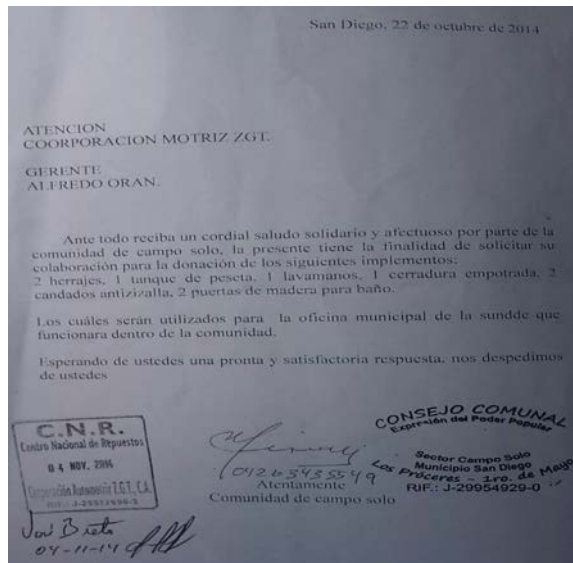 San Diego, 22 de octubre de 2014
ATENCION
COORPORACION MOTRIZ ZGT.
GERENTE
ALFREDO ORAN.
Ante todo reciba un cordial saludo solidario y afectuoso por parte de la
comunidad de campo solo, la presente tiene la finalidad de solicitar su
colaboración para la donación de los siguientes implementos:
2 herrajes, 1 tanque de peseta, 1 lavamanos, 1 cerradura empotrada, 2
candados antizizalla, 2 puertas de madera para baño.
Los cuáles serán utilizados para la oficina municipal de la sundde que
funcionara dentro de la comunidad.
Esperando de ustedes una pronta y satisfactoria respuesta, nos despedimos
de ustedes
C.N.R.
Centro Nacional de Repuestos
0 4 NOV. 2014
Corporación Automotriz Z.G.T., C.A.
04263435549
Atentamente
Comunidad de campo solo
CONSEJO COMUNAL
Expresión del Poder Popular
Sector Campo Solo
Municipio San Diego
Los Próceres - 1ro. de Mayo
RIF.: J-29954929-0
José
04-11-14